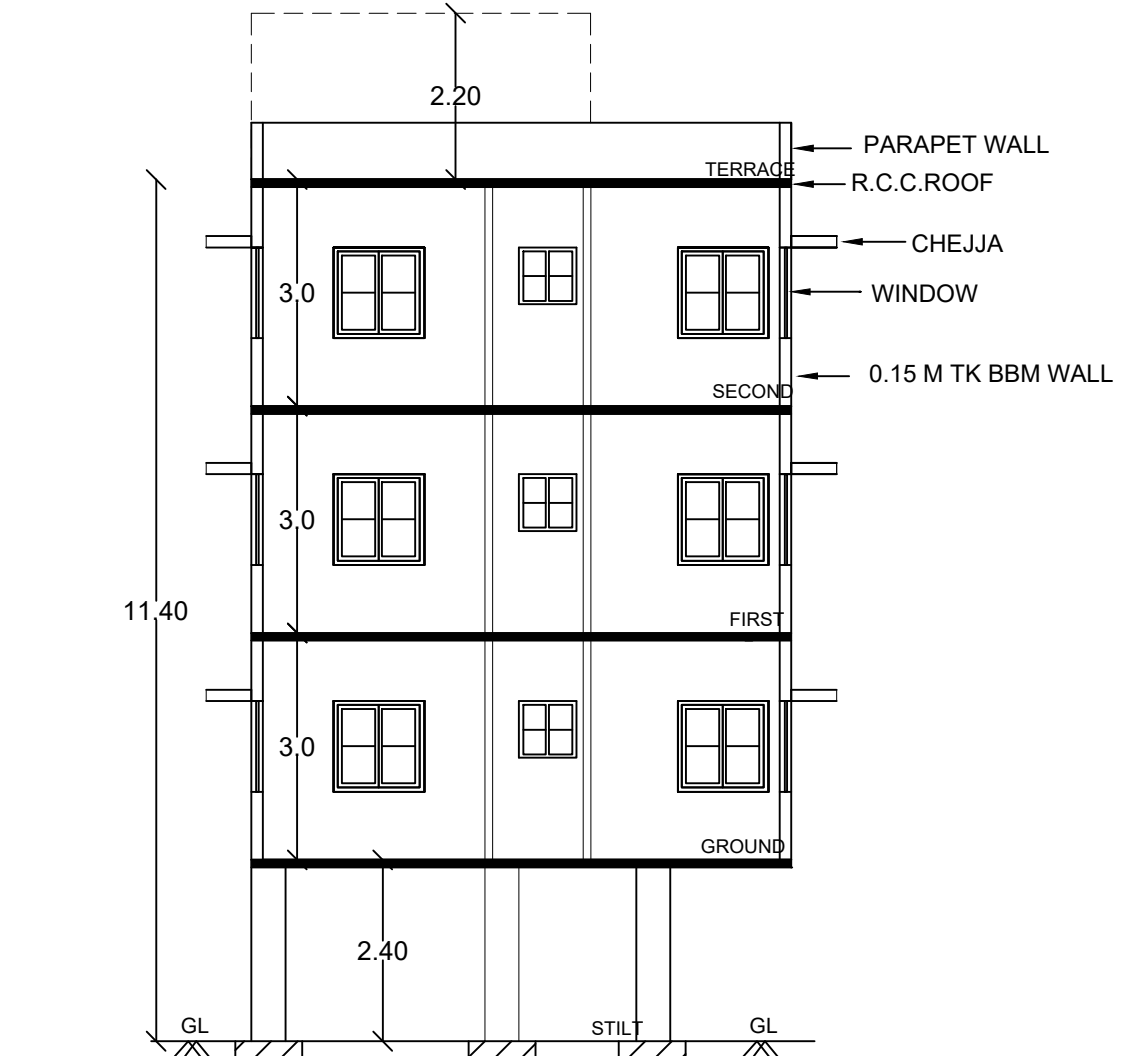 2.20
PARAPET WALL
TERRACE
R.C.C.ROOF
CHEJJA
3.0
WINDOW
0.15 M TK BBM WALL
SECOND
3.0
11.40
FIRST
3.0
GROUND
2.40
GL
STILT
GL